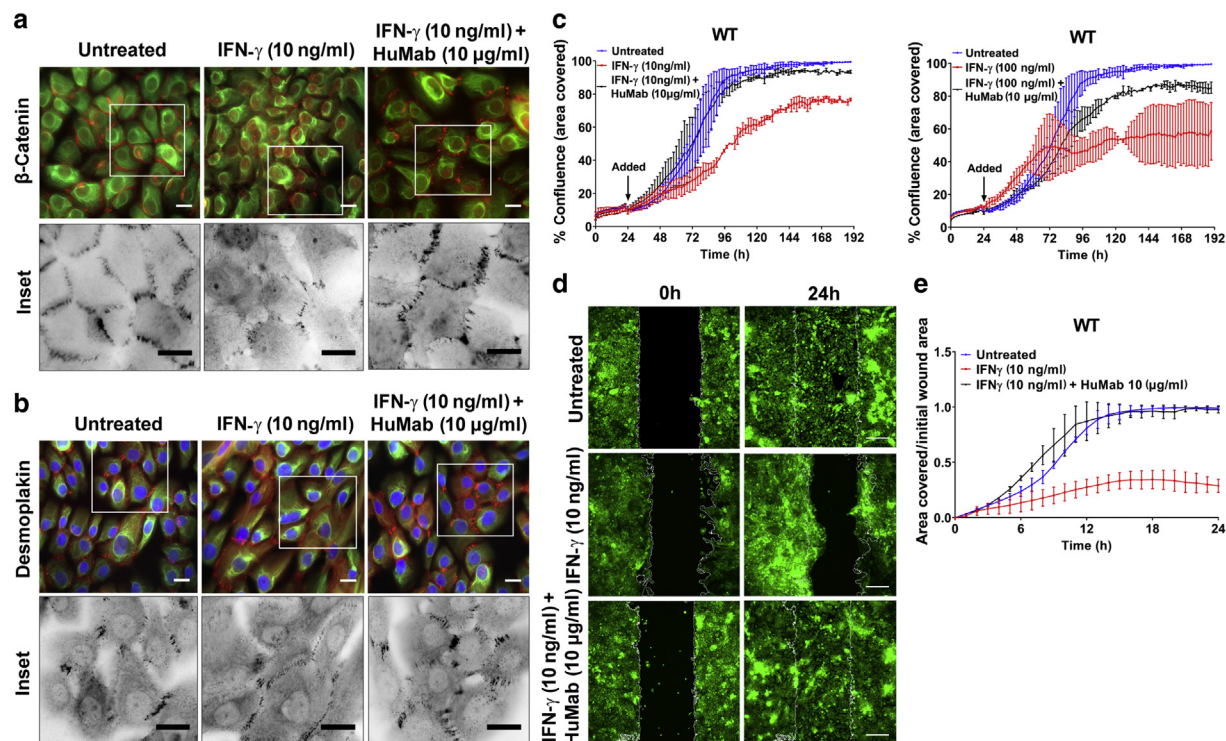 a
Untreated
IFN-γ (10 ng/ml)
IFN-γ (10 ng/ml) +
HuMab (10 µg/ml)
β-Catenin
Inset
b
Untreated
IFN-γ (10 ng/ml)
IFN-γ (10 ng/ml) +
HuMab (10 µg/ml)
Desmoplakin
Inset
c
WT
Untreated
IFN-γ (10ng/ml)
IFN-γ (10ng/ml) +
HuMab (10µg/ml)
% Confluence (area covered)
100
80
60
40
20
0
Added
0 24 48 72 96 120 144 168 192
Time (h)
WT
Untreated
IFN-γ (100 ng/ml)
IFN-γ (100 ng/ml) +
HuMab (10 µg/ml)
% Confluence (area covered)
100
80
60
40
20
0
Added
0 24 48 72 96 120 144 168 192
Time (h)
d
0h
24h
Untreated
IFN-γ (10 ng/ml)
IFN-γ (10 ng/ml) +
HuMab (10 µg/ml)
e
WT
Untreated
IFNγ (10 ng/ml)
IFNγ (10 ng/ml) + HuMab 10 (µg/ml)
Area covered/initial wound area
1.5
1.0
0.5
0.0
0 6 12 18 24
Time (h)